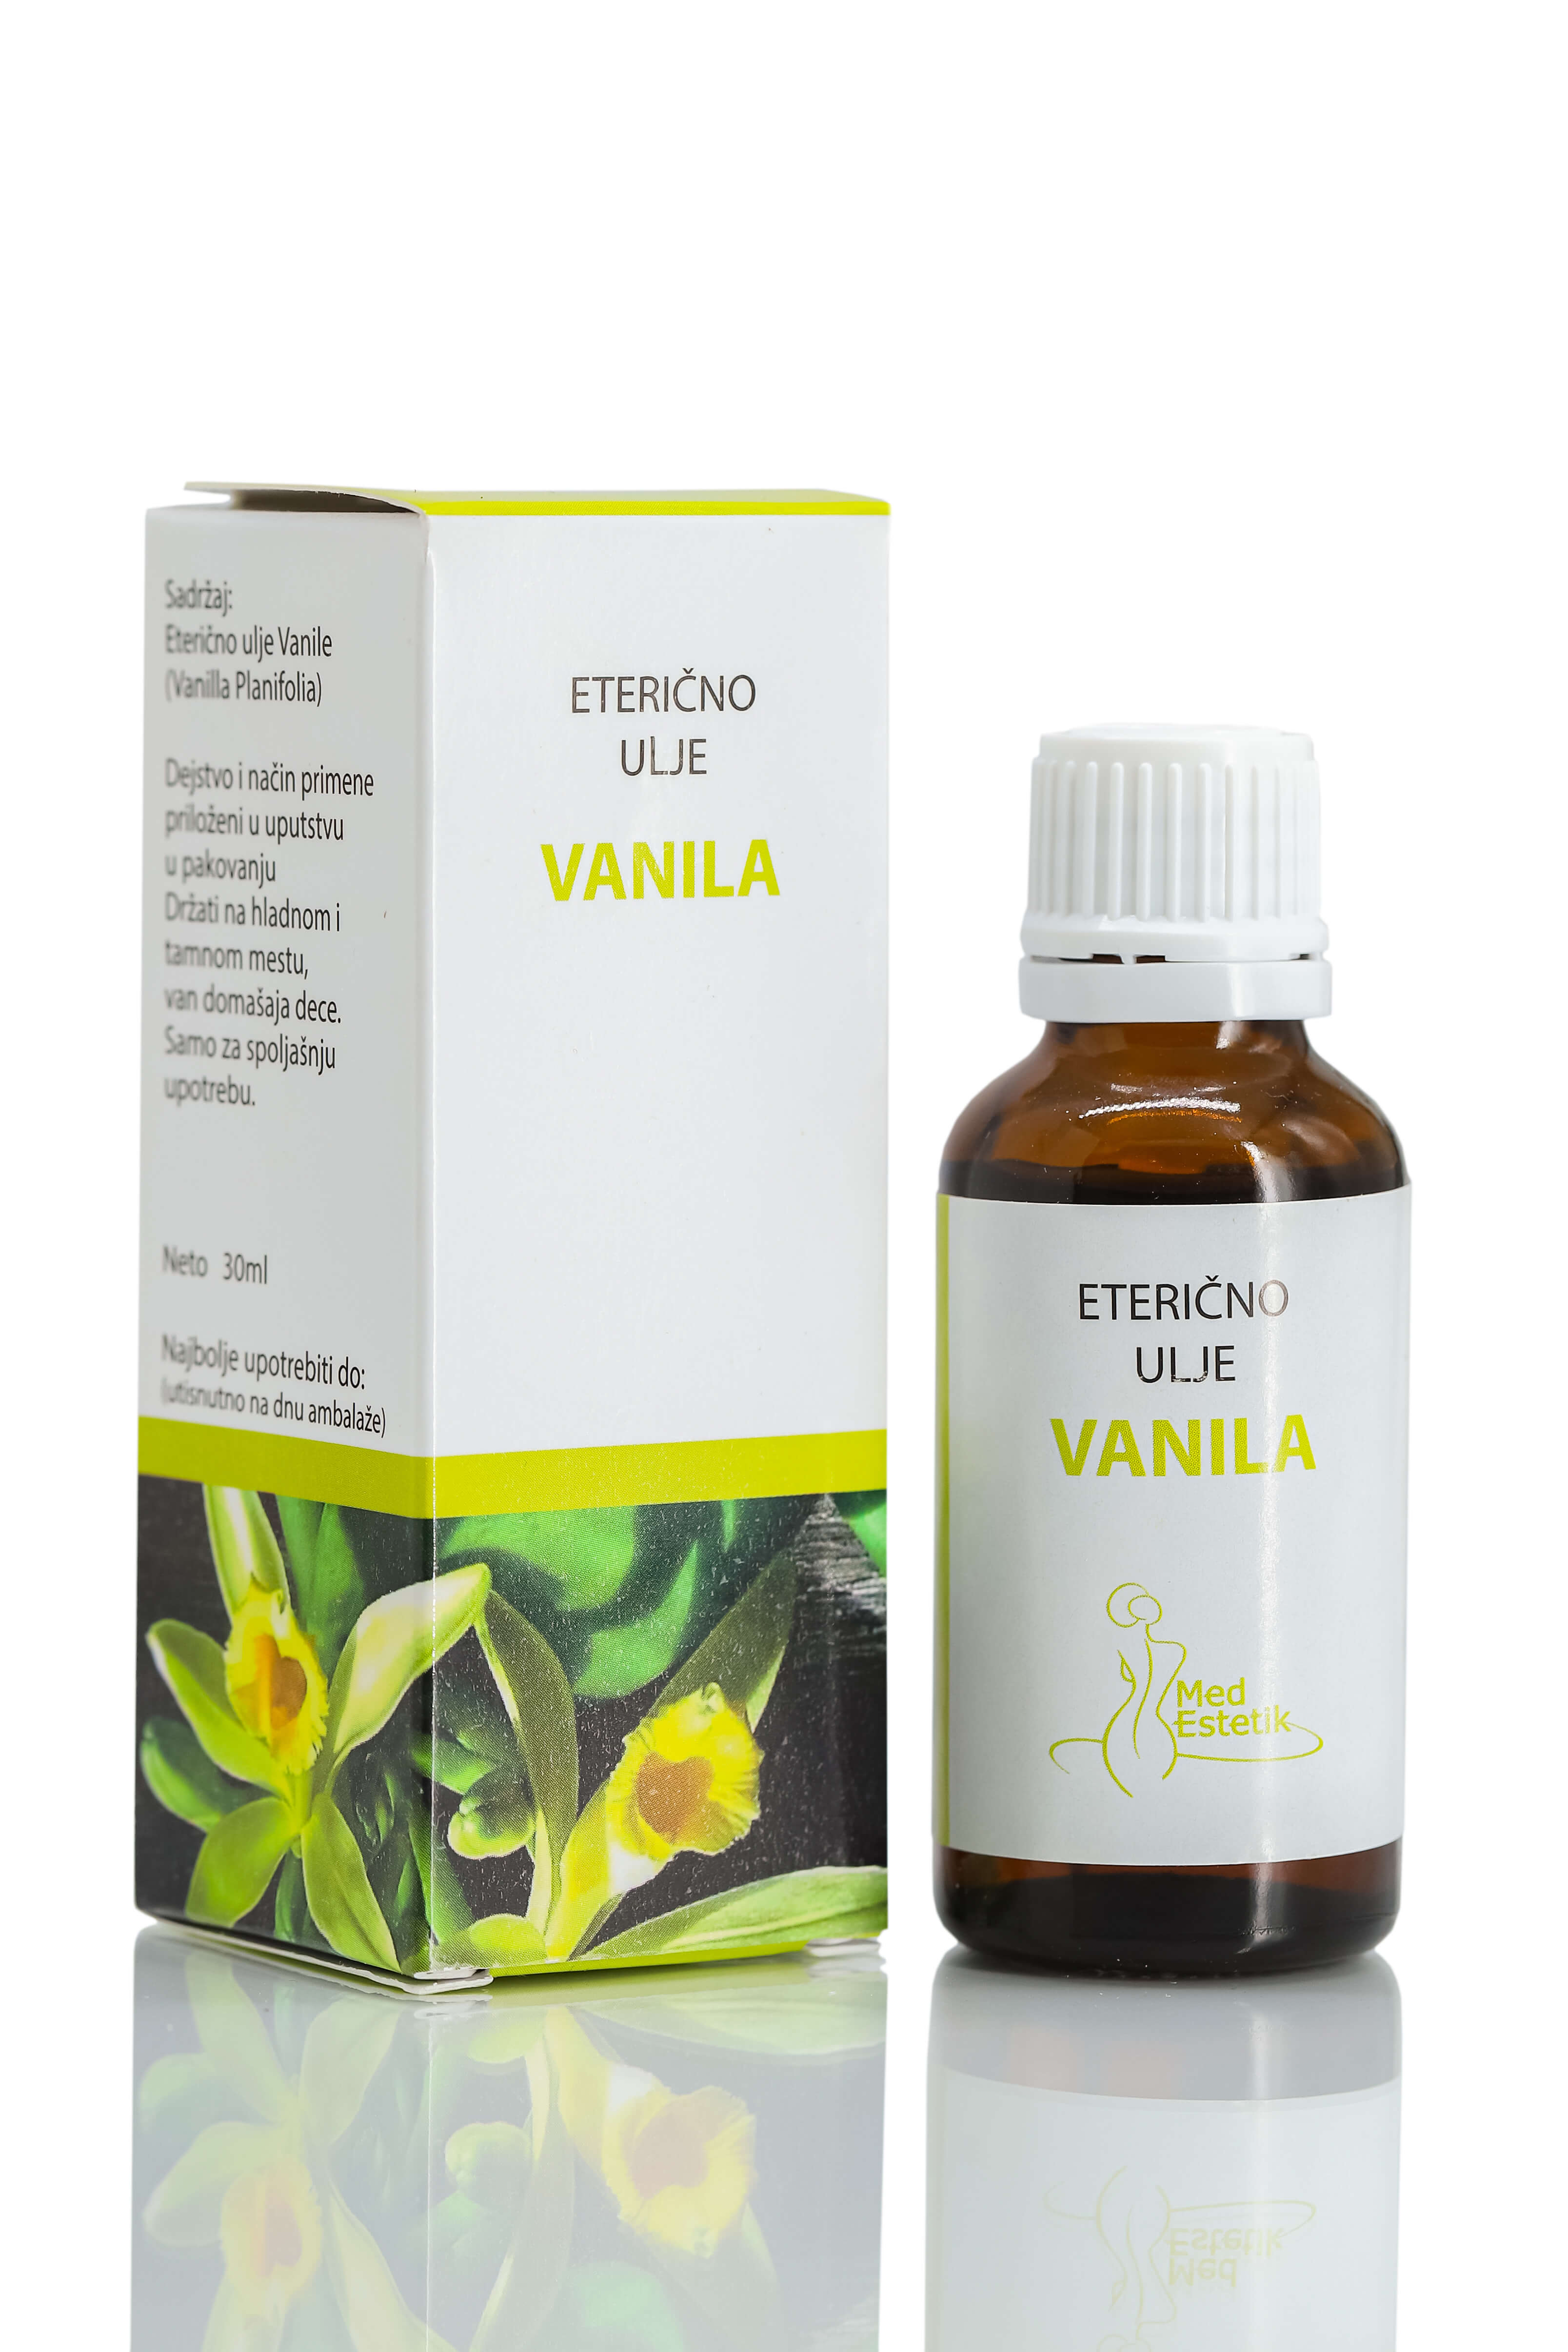 Sadržaj:
Eterično ulje Vanile
(Vanilla Planifolia)
Dejstvo i način primene
priloženi u uputstvu
u pakovanju
Držati na hladnom i
tamnom mestu,
van domašaja dece.
Samo za spoljašnju
upotrebu.
Neto 30ml
Najbolje upotrebiti do:
(utisnutno na dnu ambalaže)
ETERIČNO
ULJE
VANILA
ETERIČNO
ULJE
VANILA
Med
Estetik